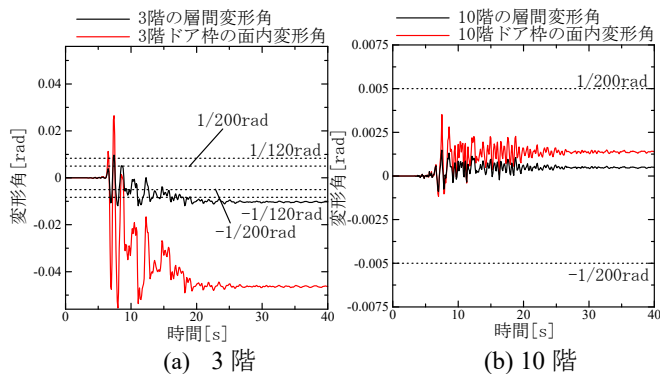 3階の層間変形角
3階ドア枠の面内変形角
10階の層間変形角
10階ドア枠の面内変形角
変形角[rad]
0.04
0.02
0
-0.02
-0.04
1/200rad
1/120rad
-1/120rad
-1/200rad
0 10 20 30 40
時間[s]
(a) 3 階
変形角[rad]
0.0075
0.005
0.0025
0
-0.0025
-0.005
-0.0075
1/200rad
-1/200rad
0 10 20 30 40
時間[s]
(b) 10 階